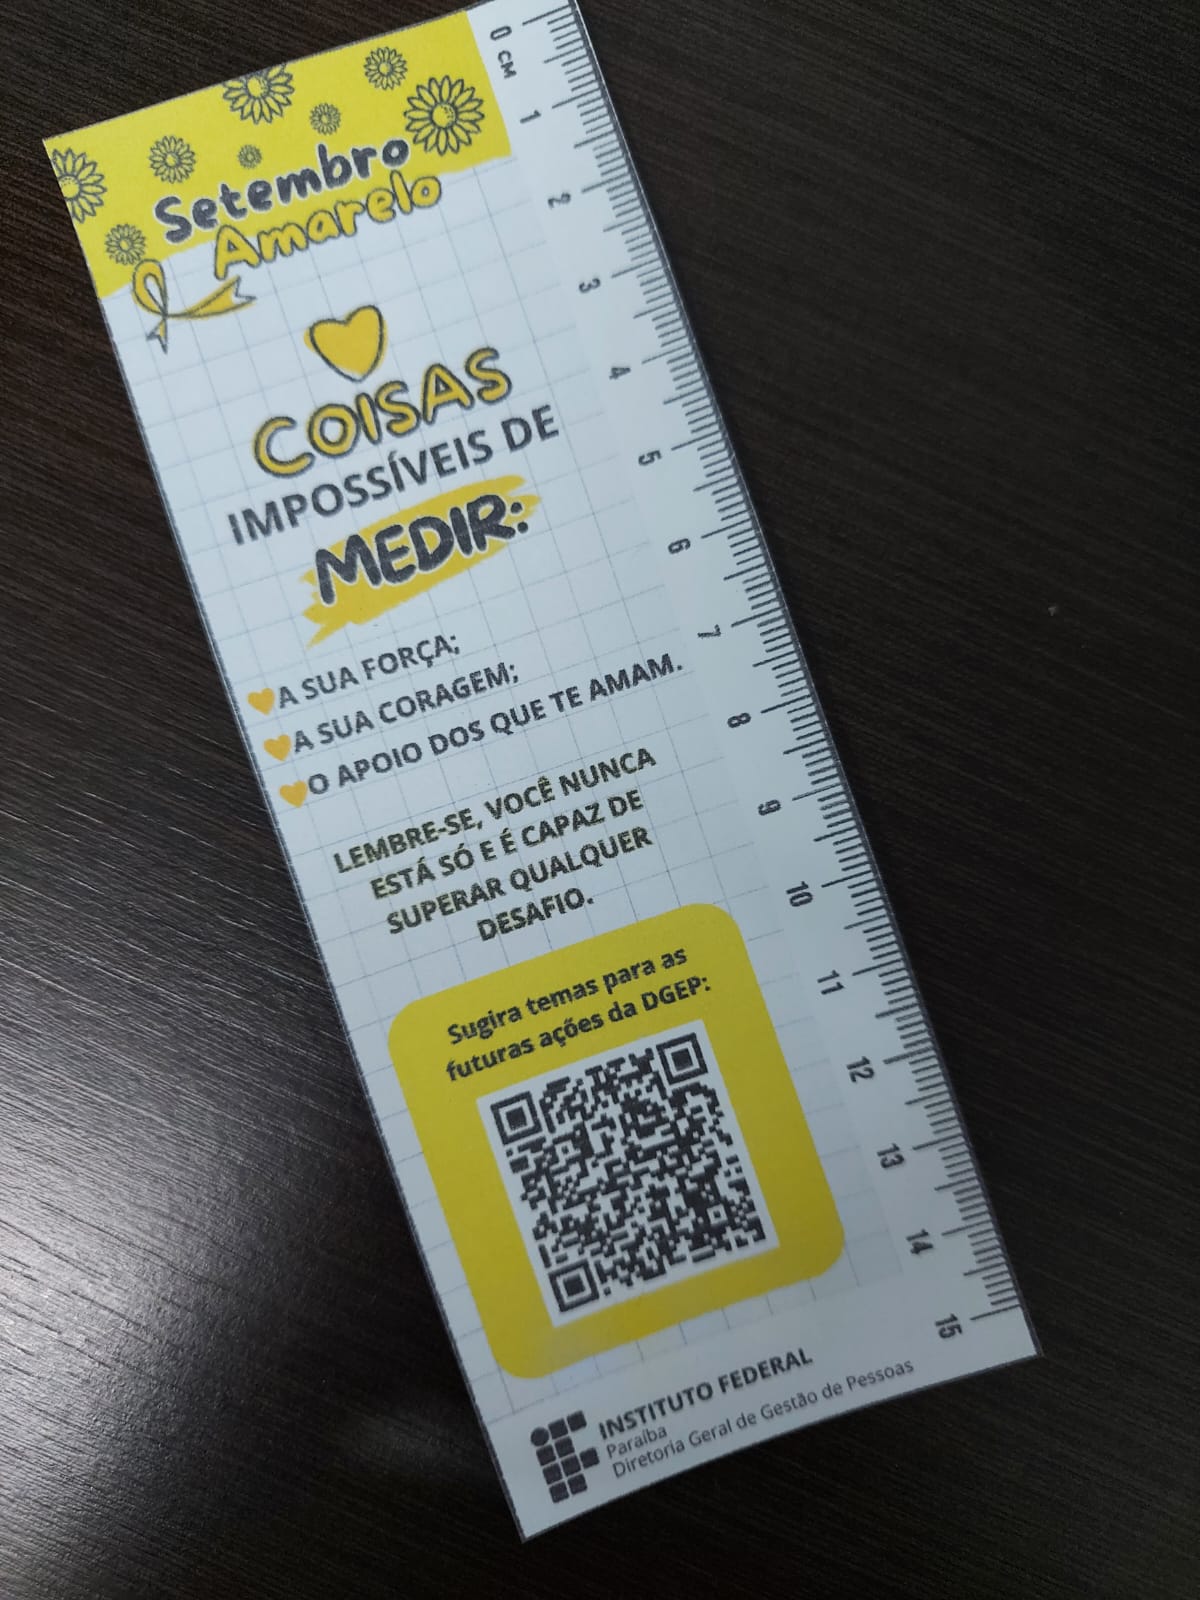 Setembro
Amarelo
COISAS
IMPOSSÍVEIS DE
MEDIR:
A SUA FORÇA;
A SUA CORAGEM;
O APOIO DOS QUE TE AMAM.
LEMBRE-SE, VOCÊ NUNCA
ESTÁ SÓ E É CAPAZ DE
SUPERAR QUALQUER
DESAFIO.
Sugira temas para as
futuras ações da DGEP:
INSTITUTO FEDERAL
Paraíba
Diretoria Geral de Gestão de Pessoas
0 CM
1
2
3
4
5
6
7
8
9
10
11
12
13
14
15